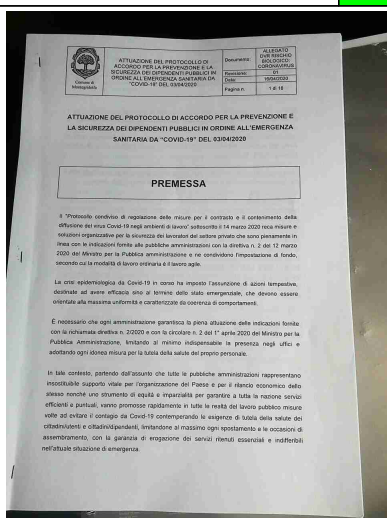 ATTUAZIONE DEL PROTOCOLLO DI
ACCORDO PER LA PREVENZIONE E LA
SICUREZZA DEI DIPENDENTI PUBBLICI IN
ORDINE ALL'EMERGENZA SANITARIA DA
"COVID-19" DEL 03/04/2020
Comune di
Documento:
ALLEGATO
DVR RISCHIO
BIOLOGICO:
CORONAVIRUS
Revisione:
01
Data:
Pagina n.
1 di 18
ATTUAZIONE DEL PROTOCOLLO DI ACCORDO PER LA PREVENZIONE E
LA SICUREZZA DEI DIPENDENTI PUBBLICI IN ORDINE ALL'EMERGENZA
SANITARIA DA "COVID-19" DEL 03/04/2020
PREMESSA
Il "Protocollo condiviso di regolazione delle misure per il contrasto e il contenimento della
diffusione del virus Covid-19 negli ambienti di lavoro" sottoscritto il 14 marzo 2020 reca misure e
soluzioni organizzative per la sicurezza dei lavoratori del settore privato che sono pienamente in
linea con le indicazioni fornite alle pubbliche amministrazioni con la direttiva n. 2 del 12 marzo
2020 del Ministro per la Pubblica amministrazione e ne condividono l'impostazione di fondo,
secondo cui la modalità di lavoro ordinaria è il lavoro agile.
La crisi epidemiologica da Covid-19 in corso ha imposto l'assunzione di azioni tempestive,
destinate ad avere efficacia sino al termine dello stato emergenziale, che devono essere
orientate alla massima uniformità e caratterizzate da coerenza di comportamenti.
È necessario che ogni amministrazione garantisca la piena attuazione delle indicazioni fornite
con la richiamata direttiva n. 2/2020 e con la circolare n. 2 del 1° aprile 2020 del Ministro per la
Pubblica Amministrazione, limitando al minimo indispensabile la presenza negli uffici e
adottando ogni idonea misura per la tutela della salute del proprio personale.
In tale contesto, partendo dall'assunto che tutte le pubbliche amministrazioni rappresentano
insostituibile supporto vitale per l'organizzazione del Paese e per il rilancio economico dello
stesso nonché uno strumento di equità e imparzialità per garantire a tutta la nazione servizi
efficienti e puntuali, vanno promosse rapidamente in tutte le realtà del lavoro pubblico misure
volte ad evitare il contagio da Covid-19 contemperando le esigenze di tutela della salute dei
cittadini/utenti e cittadini/dipendenti, limitandone al massimo ogni spostamento e le occasioni di
assembramento, con la garanzia di erogazione dei servizi ritenuti essenziali e indifferibili
nell'attuale situazione di emergenza.